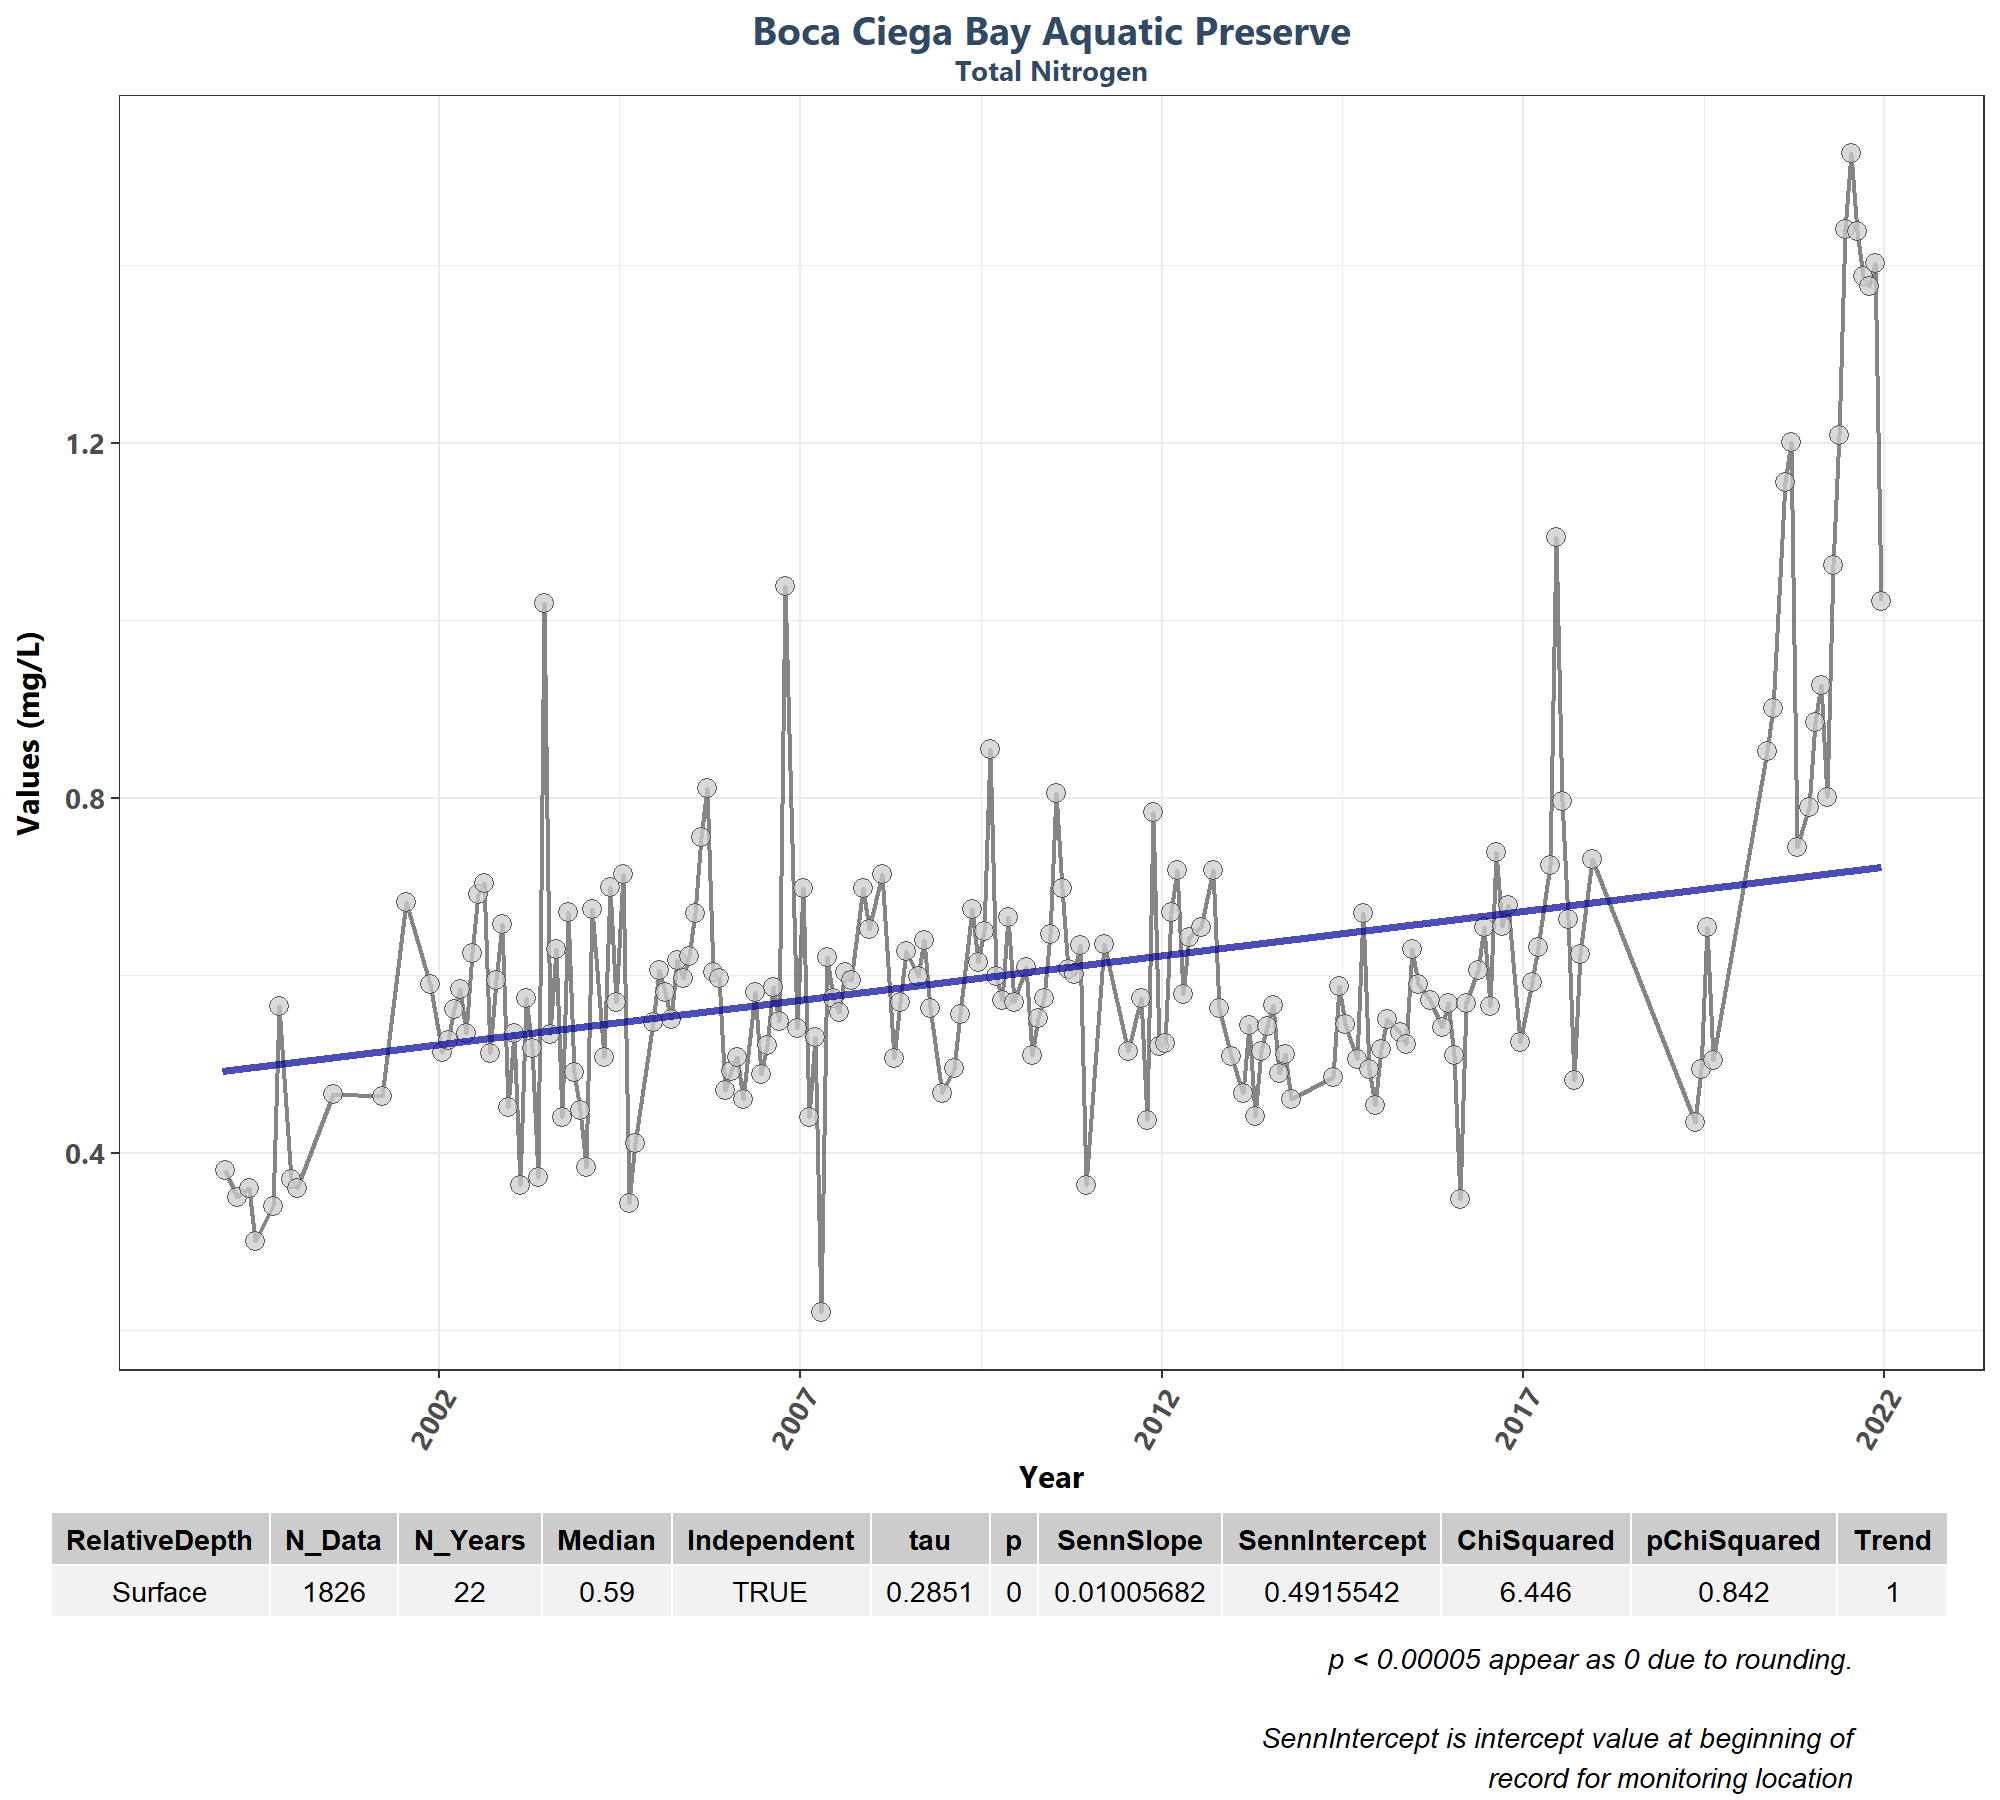 Boca Ciega Bay Aquatic Preserve
Total Nitrogen
Values (mg/L)
1.2
0.8
0.4
2002 2007 2012 2017 2022
Year
RelativeDepth N_Data N_Years Median Independent tau p SennSlope SennIntercept ChiSquared pChiSquared Trend
Surface 1826 22 0.59 TRUE 0.2851 0 0.01005682 0.4915542 6.446 0.842 1
p < 0.00005 appear as 0 due to rounding.
SennIntercept is intercept value at beginning of
record for monitoring location